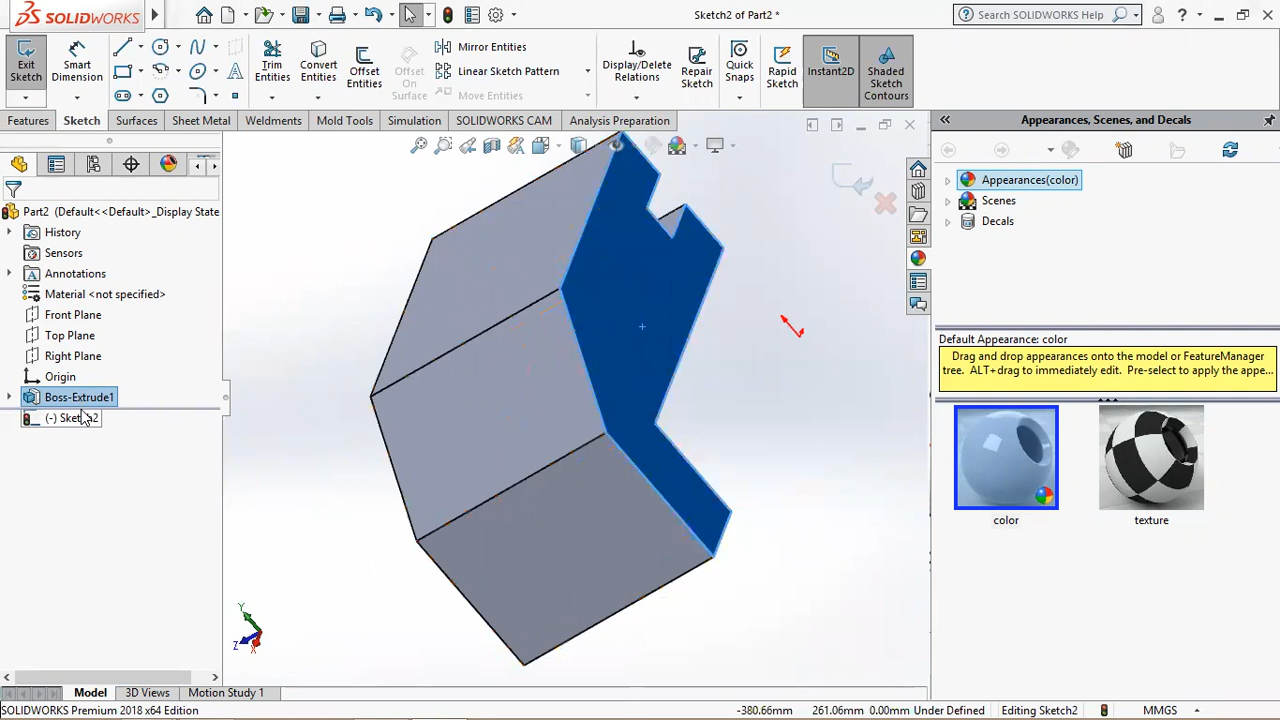 SOLIDWORKS
Sketch2 of Part2 *
Search SOLIDWORKS Help
Exit Sketch
Smart Dimension
Trim Entities
Convert Entities
Offset Entities
Offset On Surface
Mirror Entities
Linear Sketch Pattern
Move Entities
Display/Delete Relations
Repair Sketch
Quick Snaps
Rapid Sketch
Instant2D
Shaded Sketch Contours
Features
Sketch
Surfaces
Sheet Metal
Weldments
Mold Tools
Simulation
SOLIDWORKS CAM
Analysis Preparation
Appearances, Scenes, and Decals
Part2 (Default<<Default>_Display State
History
Sensors
Annotations
Material <not specified>
Front Plane
Top Plane
Right Plane
Origin
Boss-Extrude1
(-) Sketch2
Appearances(color)
Scenes
Decals
Default Appearance: color
Drag and drop appearances onto the model or FeatureManager
tree. ALT+drag to immediately edit. Pre-select to apply the appe...
color
texture
Y
Z
X
Model
3D Views
Motion Study 1
SOLIDWORKS Premium 2018 x64 Edition
-380.66mm
261.06mm
0.00mm
Under Defined
Editing Sketch2
MMGS